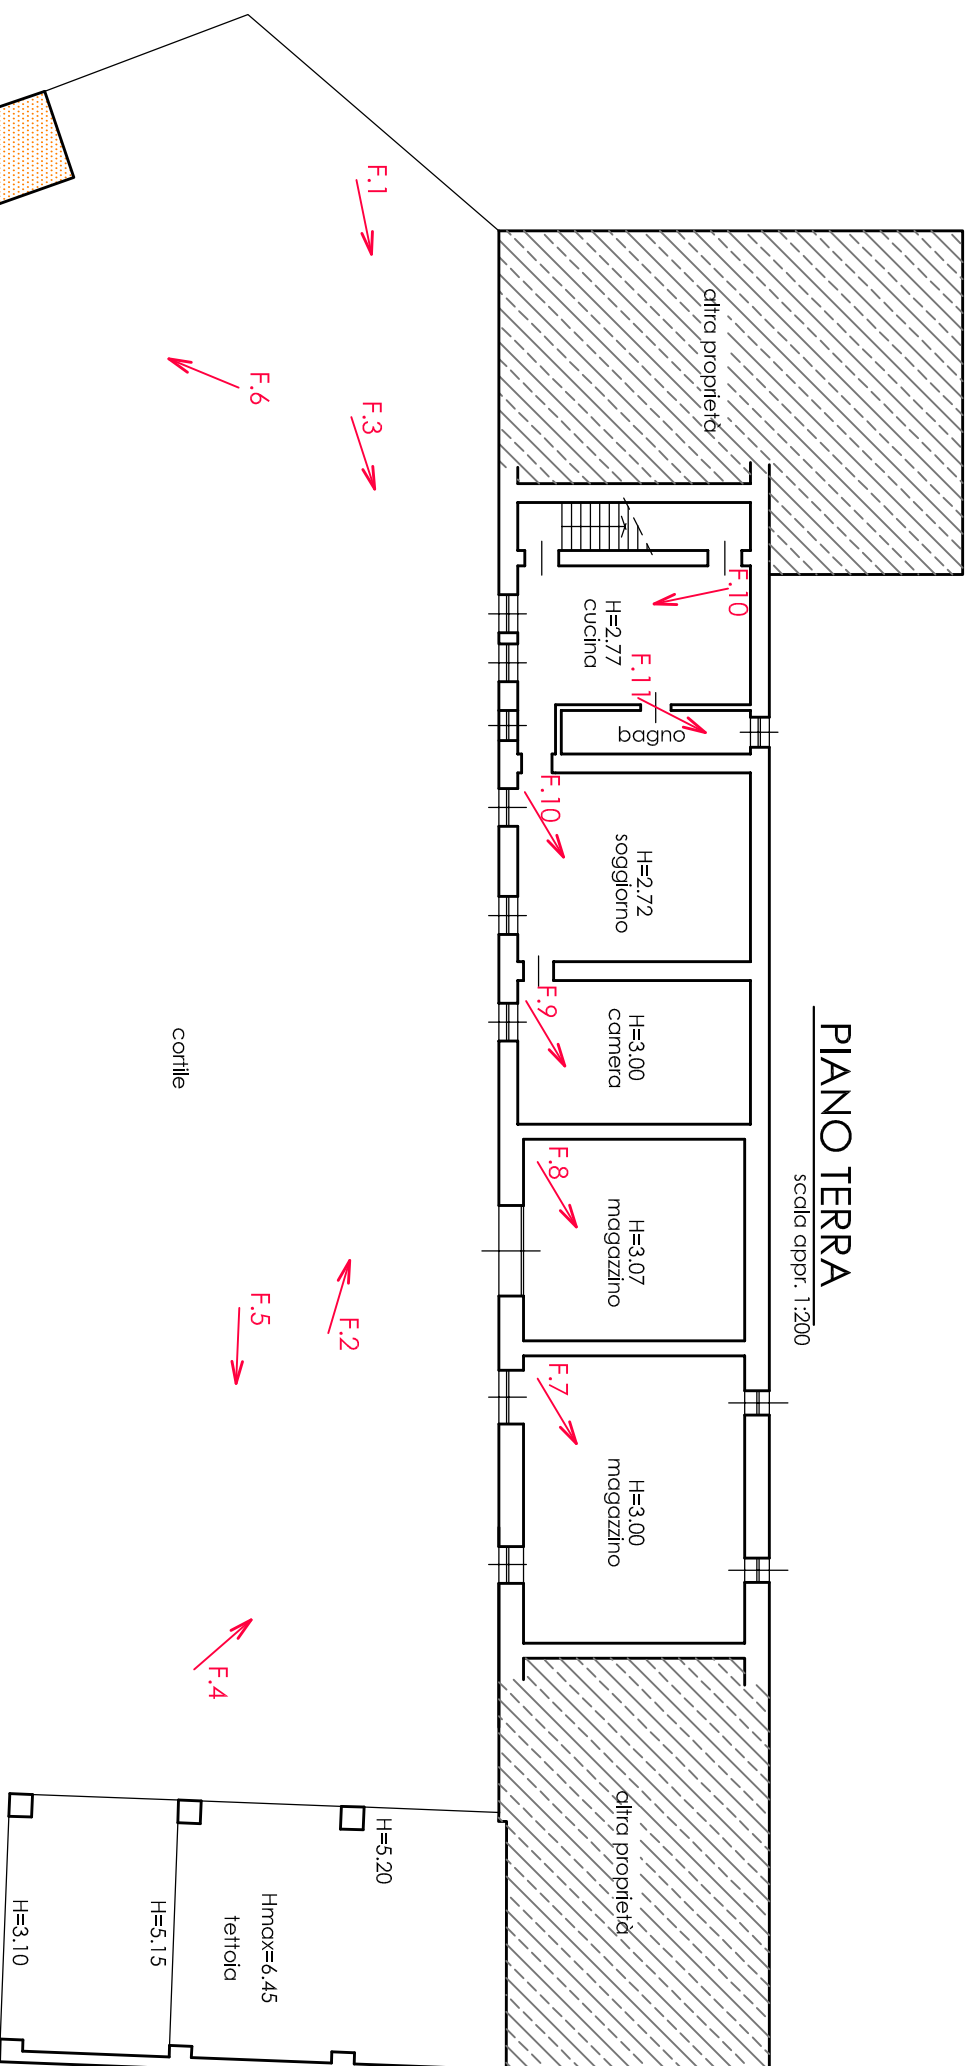 PIANO TERRA
scala appr. 1:200
altra proprietà
F.10
H=2.77
cucina
F.11
bagno
F.10
H=2.72
soggiorno
F.9
H=3.00
camera
F.8
H=3.07
magazzino
F.7
H=3.00
magazzino
altra proprietà
F.1
F.3
F.6
cortile
F.2
F.5
F.4
H=5.20
Hmax=6.45
tettoia
H=5.15
H=3.10